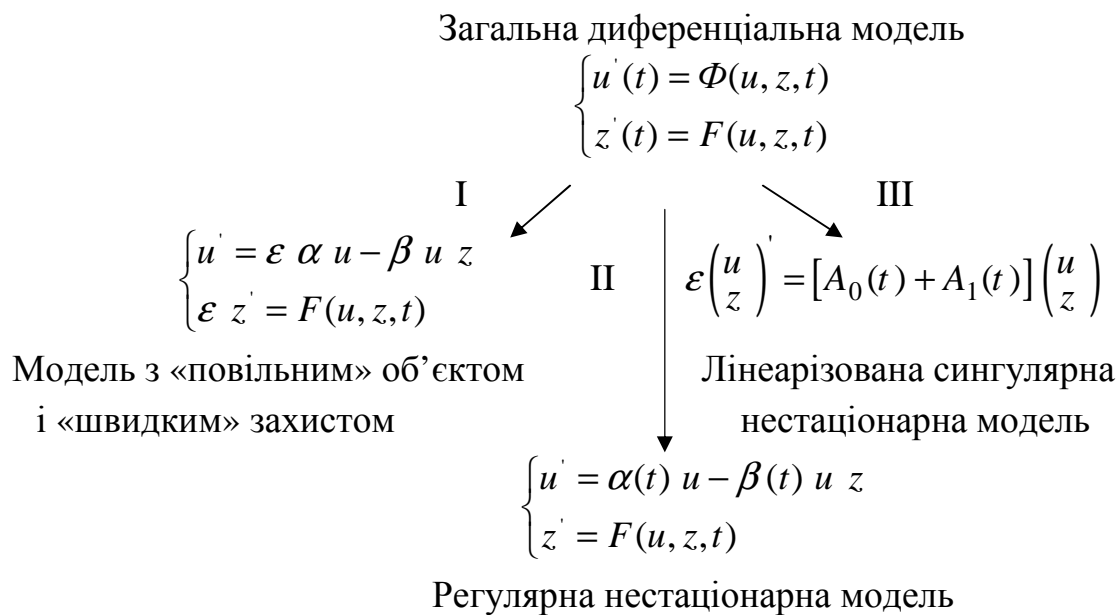 Загальна диференціальна модель
{u'(t) = Φ(u, z, t)
{z'(t) = F(u, z, t)
I
III
{u' = ε α u − β u z
{ε z' = F(u, z, t)
II
ε(u z)' = [A₀(t) + A₁(t)](u z)
Модель з «повільним» об’єктом
і «швидким» захистом
Лінеарізована сингулярна
нестаціонарна модель
{u' = α(t) u − β(t) u z
{z' = F(u, z, t)
Регулярна нестаціонарна модель